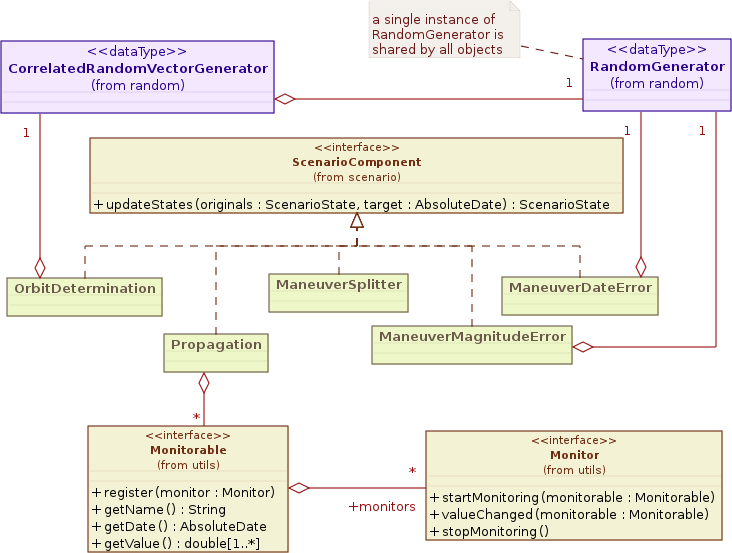 a single instance of
RandomGenerator is
shared by all objects
<<dataType>>
CorrelatedRandomVectorGenerator
(from random)
<<dataType>>
RandomGenerator
(from random)
1
1
1
1
<<interface>>
ScenarioComponent
(from scenario)
+ updateStates (originals : ScenarioState, target : AbsoluteDate) : ScenarioState
OrbitDetermination
ManeuverSplitter
ManeuverDateError
Propagation
ManeuverMagnitudeError
*
<<interface>>
Monitorable
(from utils)
+ register (monitor : Monitor)
+ getName () : String
+ getDate () : AbsoluteDate
+ getValue () : double[1..*]
*
+monitors
<<interface>>
Monitor
(from utils)
+ startMonitoring (monitorable : Monitorable)
+ valueChanged (monitorable : Monitorable)
+ stopMonitoring ()